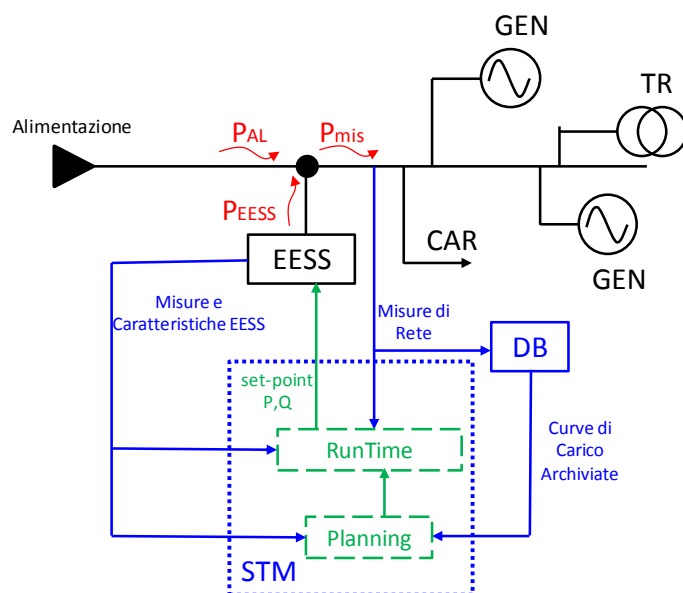 GEN
TR
Alimentazione
PAL
Pmis
PEESS
EESS
CAR
GEN
Misure e
Caratteristiche EESS
Misure di
Rete
DB
set-point
P,Q
RunTime
Curve di
Carico
Archiviate
Planning
STM